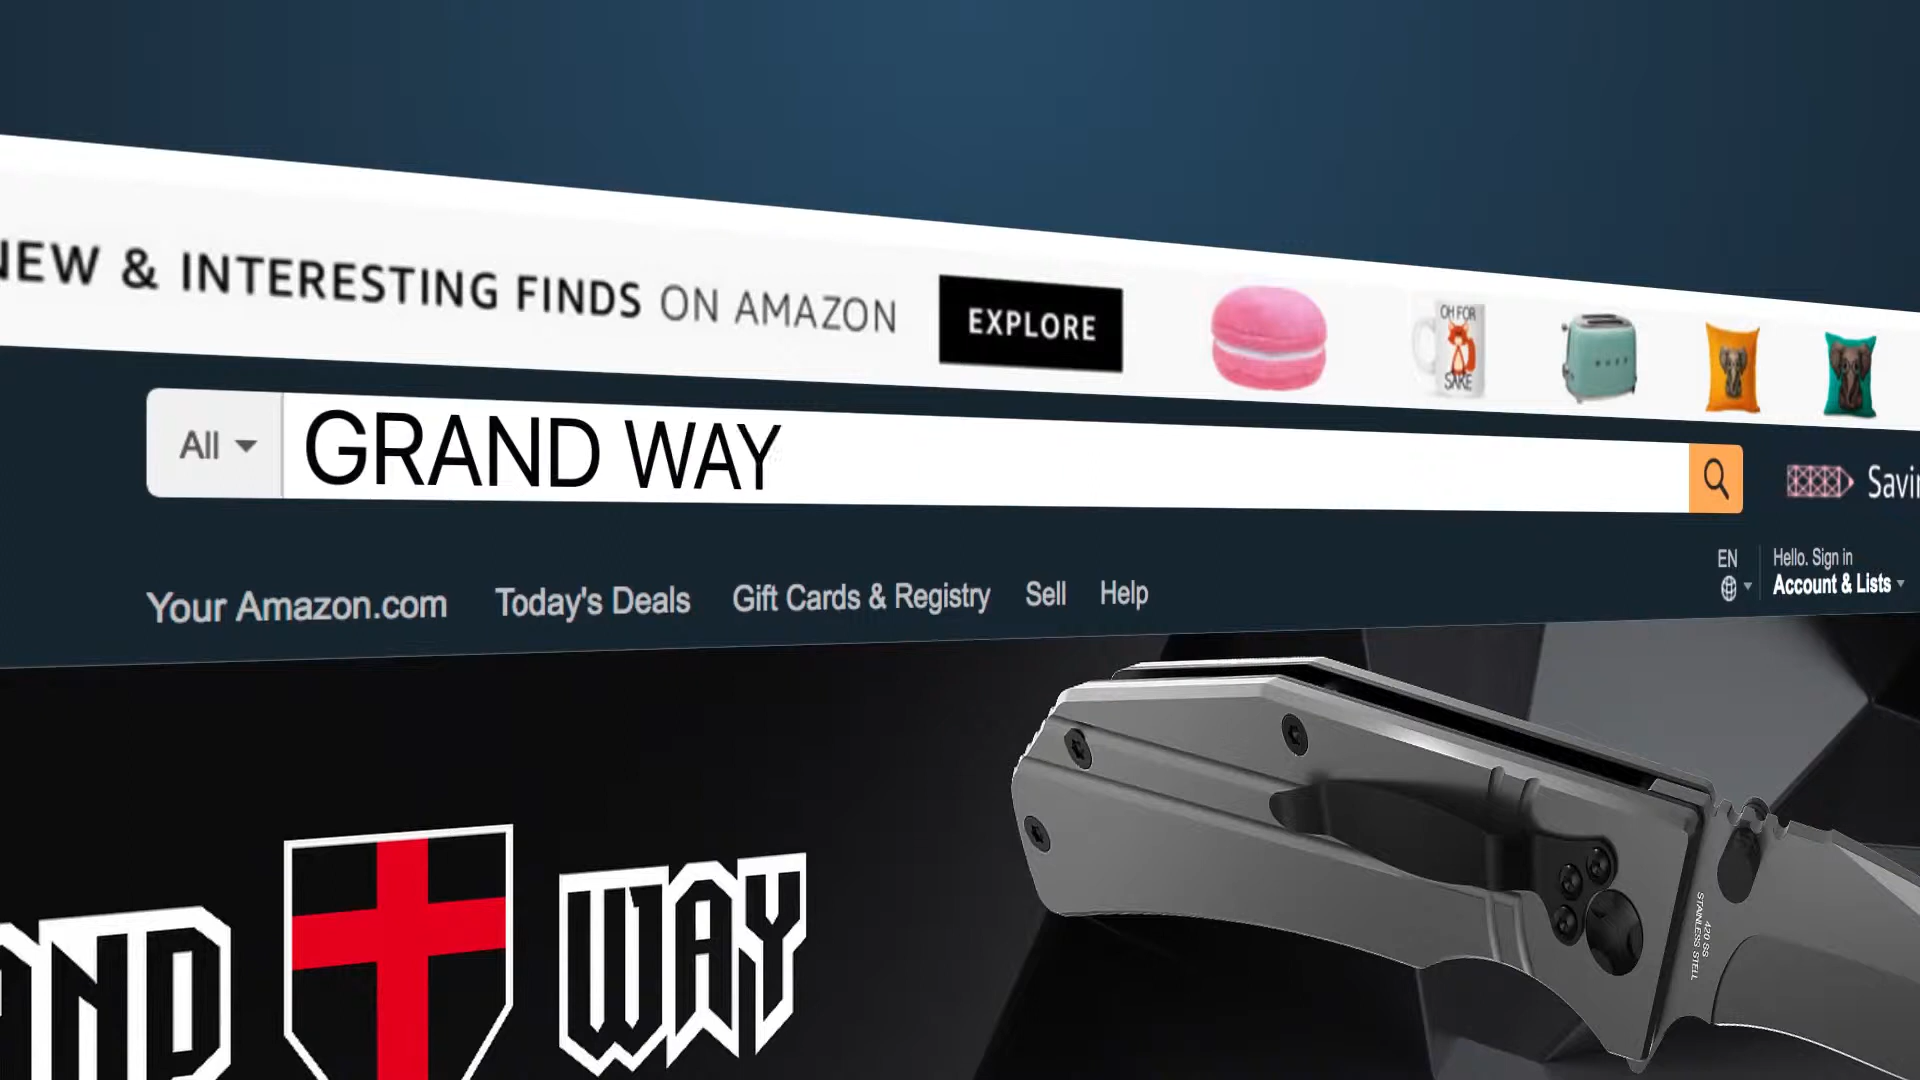 NEW & INTERESTING FINDS ON AMAZON EXPLORE
OH FOR
SAKE
All GRAND WAY
Your Amazon.com Today's Deals Gift Cards & Registry Sell Help
EN Hello. Sign in
Account & Lists
WAY
420 SS
STAINLESS STELL